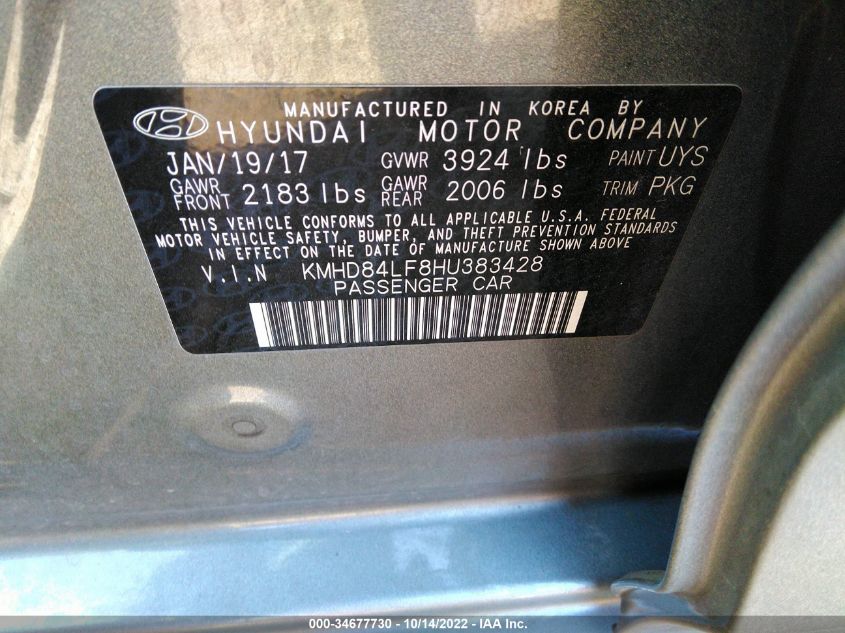 MANUFACTURED IN KOREA BY
HYUNDAI MOTOR COMPANY
JAN/19/17 GVWR 3924 lbs PAINT UYS
GAWR FRONT 2183 lbs GAWR REAR 2006 lbs TRIM PKG
THIS VEHICLE CONFORMS TO ALL APPLICABLE U.S.A. FEDERAL
MOTOR VEHICLE SAFETY, BUMPER, AND THEFT PREVENTION STANDARDS
IN EFFECT ON THE DATE OF MANUFACTURE SHOWN ABOVE
V.I.N KMHD84LF8HU383428
PASSENGER CAR
000-34677730 - 10/14/2022 - IAA Inc.